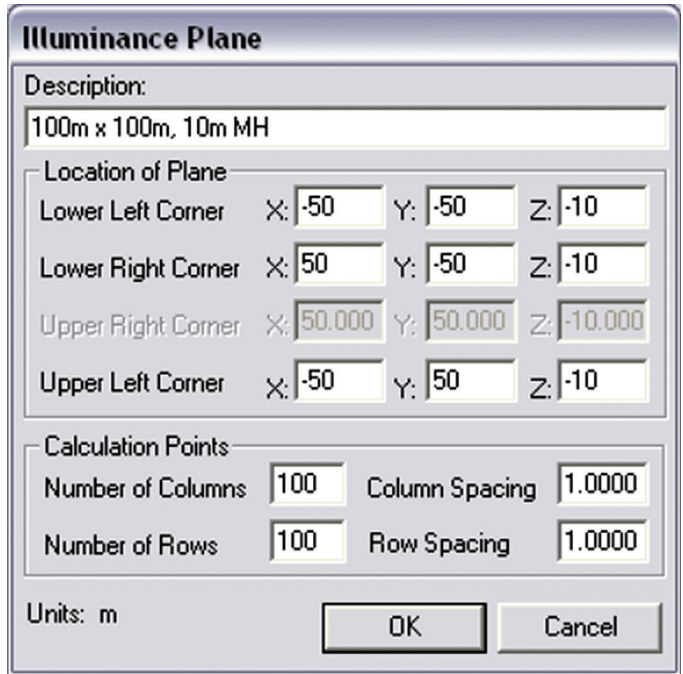 Illuminance Plane
Description:
100m x 100m, 10m MH
Location of Plane
Lower Left Corner X: -50 Y: -50 Z: -10
Lower Right Corner X: 50 Y: -50 Z: -10
Upper Right Corner X: 50.000 Y: 50.000 Z: -10.000
Upper Left Corner X: -50 Y: 50 Z: -10
Calculation Points
Number of Columns 100 Column Spacing 1.0000
Number of Rows 100 Row Spacing 1.0000
Units: m OK Cancel